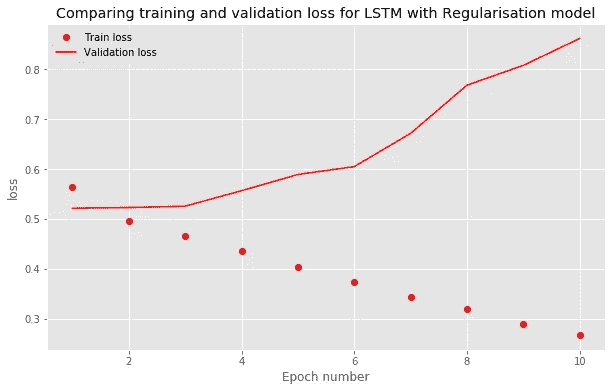 Comparing training and validation loss for LSTM with Regularisation model
Train loss
Validation loss
0.8
0.7
0.6
0.5
0.4
0.3
loss
2 4 6 8 10
Epoch number